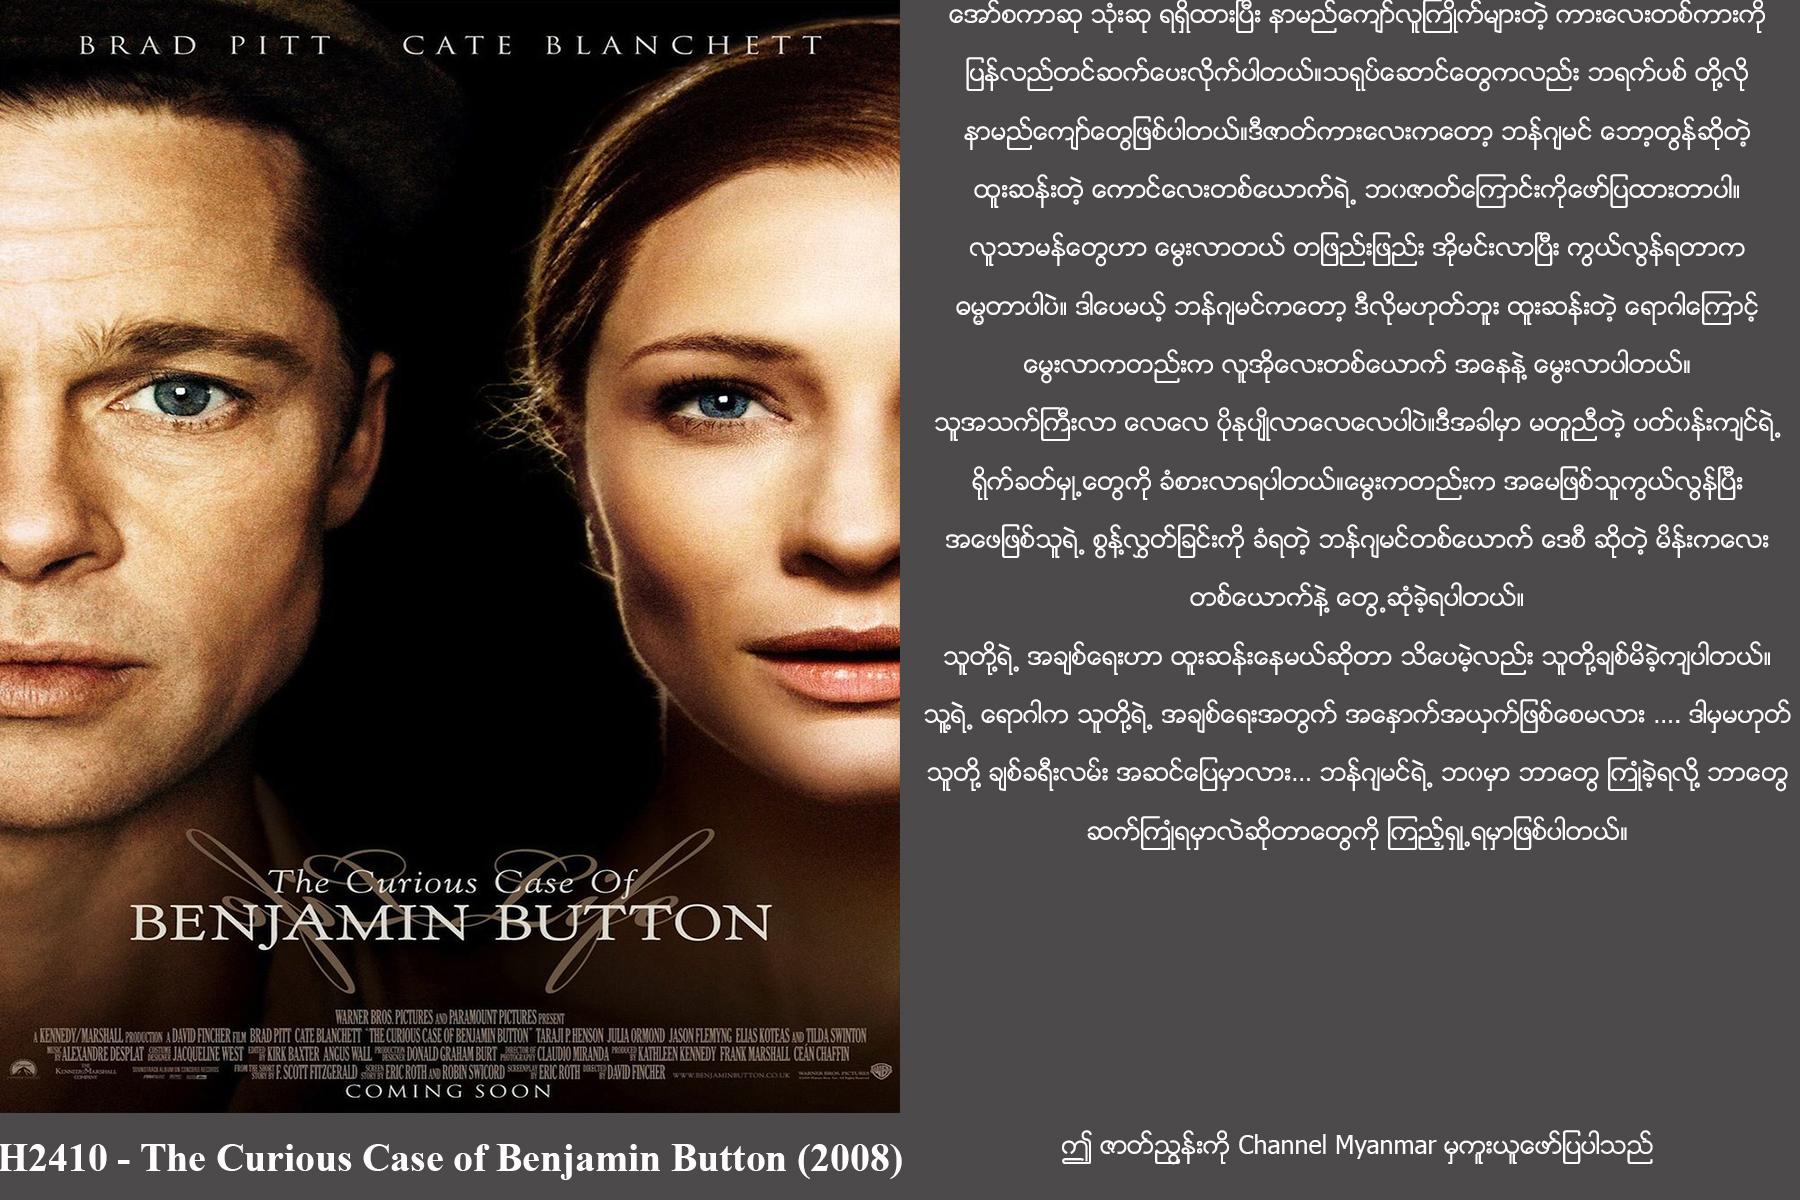 BRAD PITT CATE BLANCHETT
The Curious Case Of
BENJAMIN BUTTON
WARNER BROS. PICTURES AND PARAMOUNT PICTURES PRESENT
A KENNEDY/MARSHALL PRODUCTION A DAVID FINCHER FILM BRAD PITT CATE BLANCHETT "THE CURIOUS CASE OF BENJAMIN BUTTON" TARAJI P. HENSON JULIA ORMOND JASON FLEMYNG ELIAS KOTEAS AND TILDA SWINTON
MUSIC BY ALEXANDRE DESPLAT COSTUME DESIGNER JACQUELINE WEST EDITED BY KIRK BAXTER ANGUS WALL PRODUCTION DESIGNER DONALD GRAHAM BURT DIRECTOR OF PHOTOGRAPHY CLAUDIO MIRANDA PRODUCED BY KATHLEEN KENNEDY FRANK MARSHALL CEÁN CHAFFIN
FROM THE SHORT STORY BY F. SCOTT FITZGERALD SCREEN STORY BY ERIC ROTH AND ROBIN SWICORD SCREENPLAY BY ERIC ROTH DIRECTED BY DAVID FINCHER WWW.BENJAMINBUTTON.CO.UK
COMING SOON
H2410 - The Curious Case of Benjamin Button (2008)
အော်စကာဆု သုံးဆု ရရှိထားပြီး နာမည်ကျော်လူကြိုက်များတဲ့ ကားလေးတစ်ကားကို
ပြန်လည်တင်ဆက်ပေးလိုက်ပါတယ်။သရုပ်ဆောင်တွေကလည်း ဘရက်ပစ် တို့လို
နာမည်ကျော်တွေဖြစ်ပါတယ်။ဒီဇာတ်ကားလေးကတော့ ဘန်ဂျမင် ဘော့တွန်ဆိုတဲ့
ထူးဆန်းတဲ့ ကောင်လေးတစ်ယောက်ရဲ့ ဘဝဇာတ်ကြောင်းကိုဖော်ပြထားတာပါ။
လူသာမန်တွေဟာ မွေးလာတယ် တဖြည်းဖြည်း အိုမင်းလာပြီး ကွယ်လွန်ရတာက
ဓမ္မတာပါပဲ။ ဒါပေမယ့် ဘန်ဂျမင်ကတော့ ဒီလိုမဟုတ်ဘူး ထူးဆန်းတဲ့ ရောဂါကြောင့်
မွေးလာကတည်းက လူအိုလေးတစ်ယောက် အနေနဲ့ မွေးလာပါတယ်။
သူအသက်ကြီးလာ လေလေ ပိုနုပျိုလာလေလေပါပဲ။ဒီအခါမှာ မတူညီတဲ့ ပတ်ဝန်းကျင်ရဲ့
ရိုက်ခတ်မှု့တွေကို ခံစားလာရပါတယ်။မွေးကတည်းက အမေဖြစ်သူကွယ်လွန်ပြီး
အဖေဖြစ်သူရဲ့ စွန့်လွှတ်ခြင်းကို ခံရတဲ့ ဘန်ဂျမင်တစ်ယောက် ဒေစီ ဆိုတဲ့ မိန်းကလေး
တစ်ယောက်နဲ့ တွေ့ဆုံခဲ့ရပါတယ်။
သူတို့ရဲ့ အချစ်ရေးဟာ ထူးဆန်းနေမယ်ဆိုတာ သိပေမဲ့လည်း သူတို့ချစ်မိခဲ့ကျပါတယ်။
သူ့ရဲ့ ရောဂါက သူတို့ရဲ့ အချစ်ရေးအတွက် အနှောက်အယှက်ဖြစ်စေမလား .... ဒါမှမဟုတ်
သူတို့ ချစ်ခရီးလမ်း အဆင်ပြေမှာလား... ဘန်ဂျမင်ရဲ့ ဘဝမှာ ဘာတွေ ကြုံခဲ့ရလို့ ဘာတွေ
ဆက်ကြုံရမှာလဲဆိုတာတွေကို ကြည့်ရှု့ရမှာဖြစ်ပါတယ်။
ဤ ဇာတ်ညွှန်းကို Channel Myanmar မှကူးယူဖော်ပြပါသည်